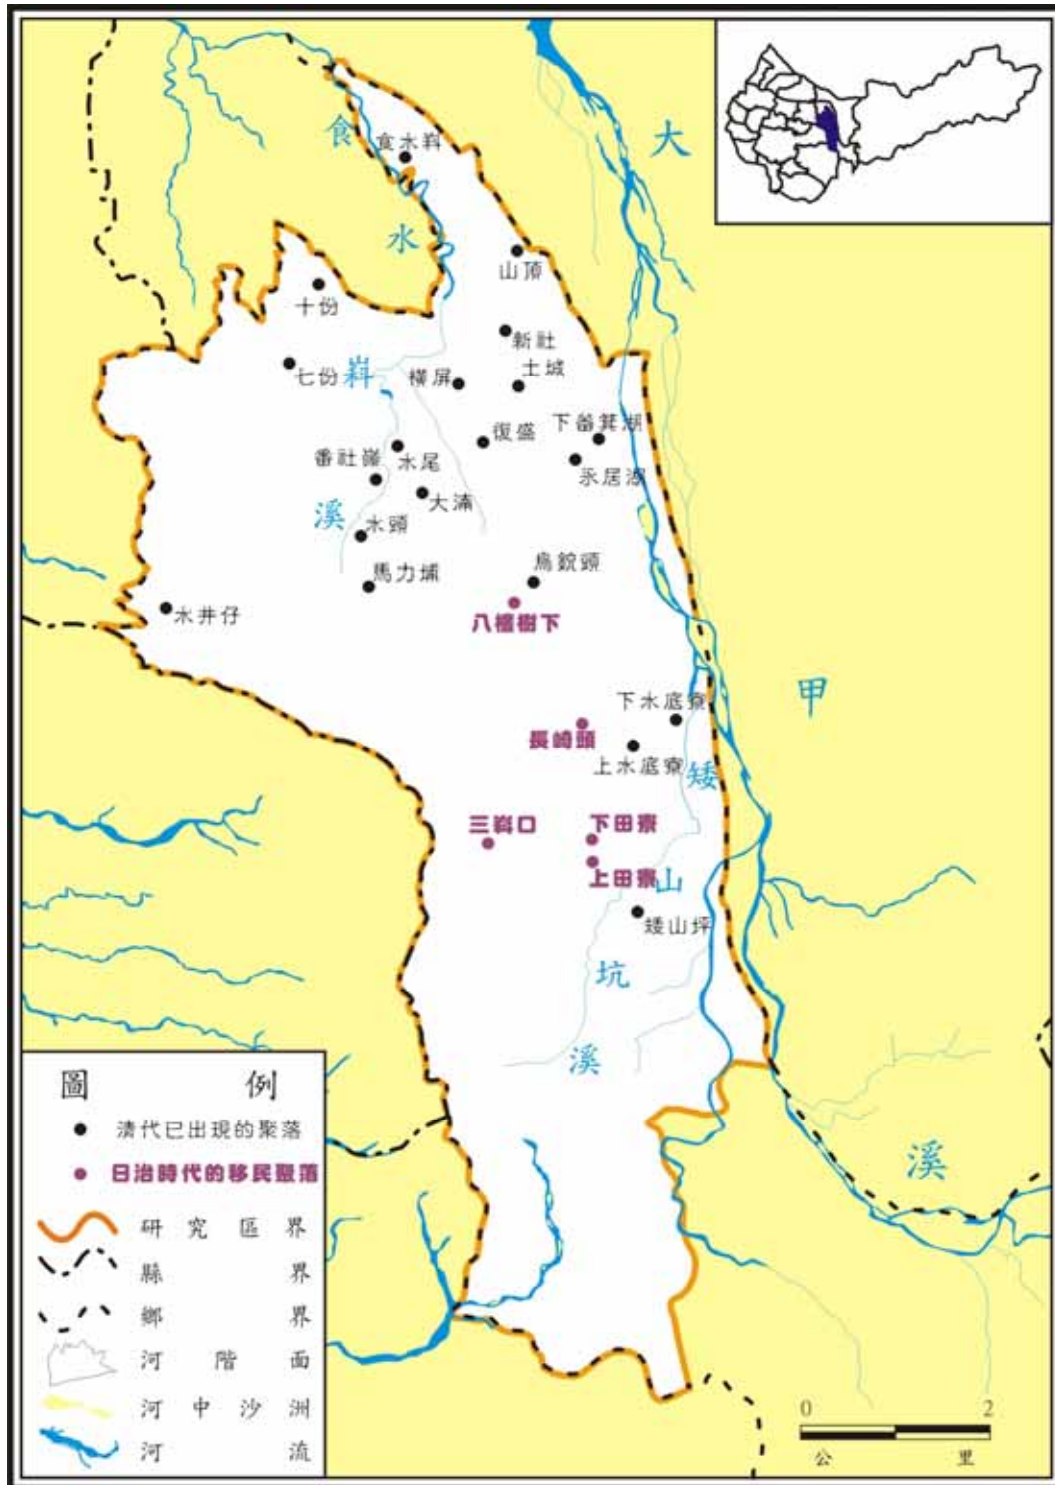 大
甲
溪
食
水
嵙
溪
食水嵙
山頂
十份
新社
七份
橫屏
土城
下畚箕湖
復盛
番社嶺
水尾
永居湖
大湳
水頭
馬力埔
鳥銃頭
水井仔
八櫃樹下
下水底寮
長崎頭
上水底寮
矮
山
坑
溪
三嵙口
下田寮
上田寮
矮山坪
圖例
清代已出現的聚落
日治時代的移民聚落
研究區界
縣界
鄉界
河階面
河中沙洲
河流
0 2
公里